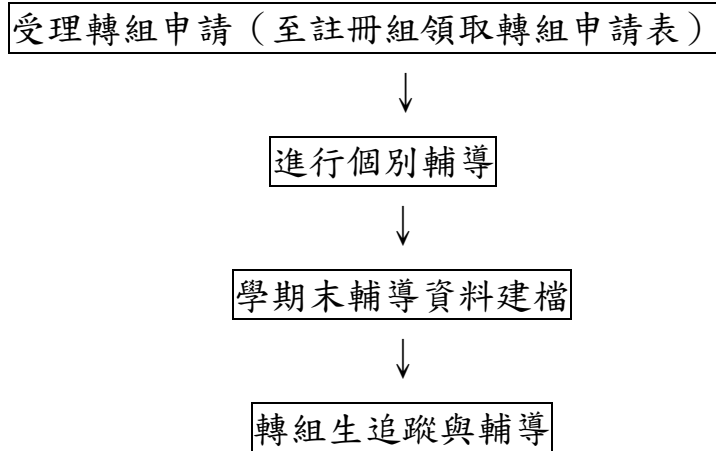 受理轉組申請（至註冊組領取轉組申請表）
↓
進行個別輔導
↓
學期末輔導資料建檔
↓
轉組生追蹤與輔導